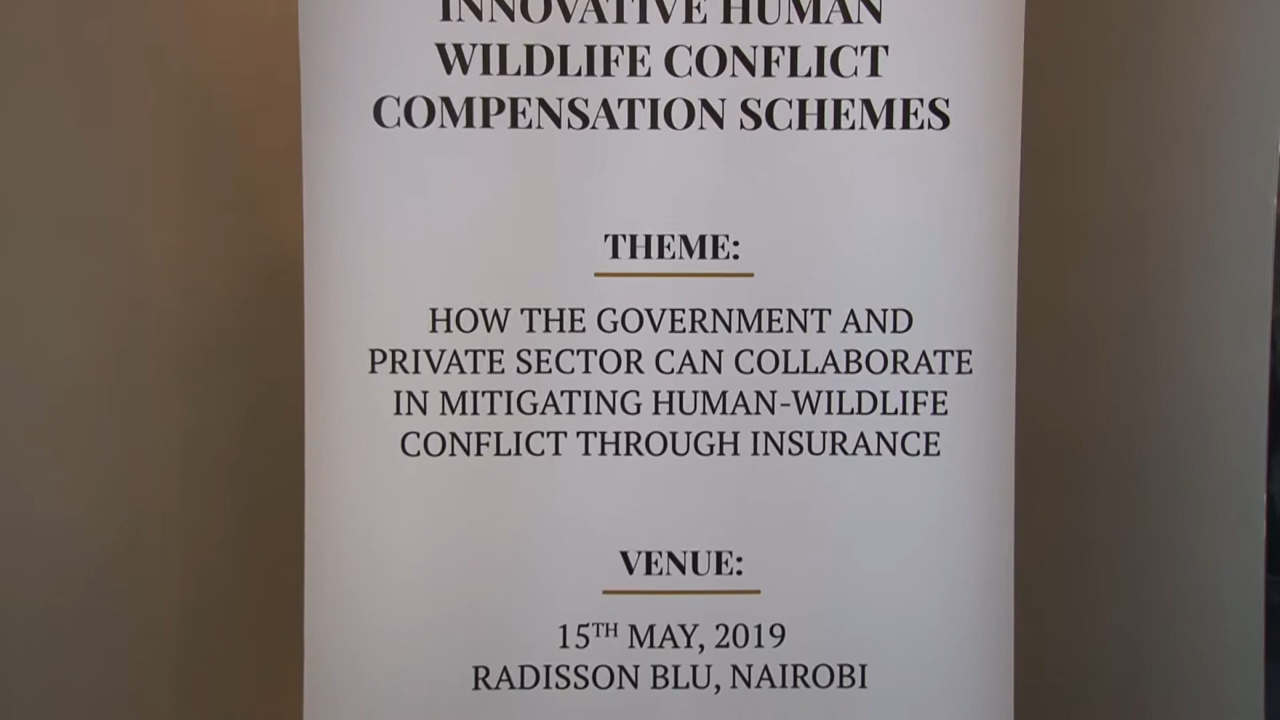 INNOVATIVE HUMAN
WILDLIFE CONFLICT
COMPENSATION SCHEMES
THEME:
HOW THE GOVERNMENT AND
PRIVATE SECTOR CAN COLLABORATE
IN MITIGATING HUMAN-WILDLIFE
CONFLICT THROUGH INSURANCE
VENUE:
15TH MAY, 2019
RADISSON BLU, NAIROBI